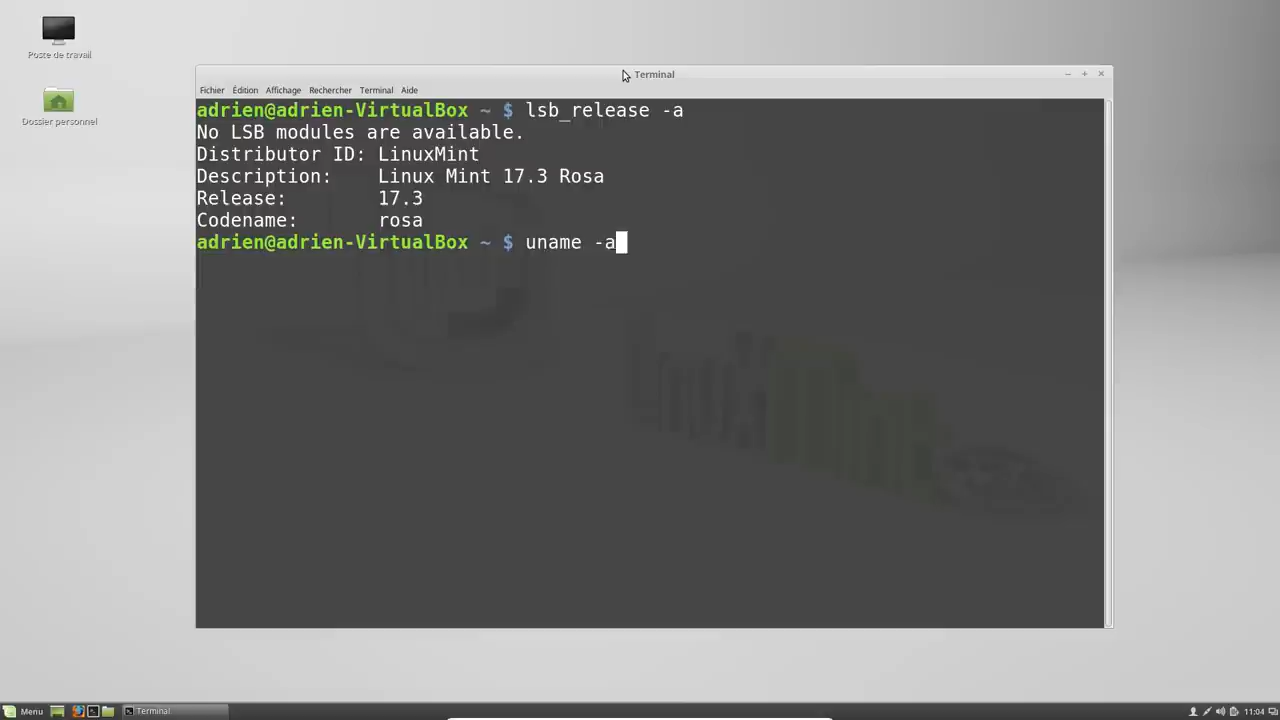 Poste de travail
Dossier personnel
Terminal
Fichier Édition Affichage Rechercher Terminal Aide
adrien@adrien-VirtualBox ~ $ lsb_release -a
No LSB modules are available.
Distributor ID: LinuxMint
Description: Linux Mint 17.3 Rosa
Release: 17.3
Codename: rosa
adrien@adrien-VirtualBox ~ $ uname -a
Menu Terminal 11:04